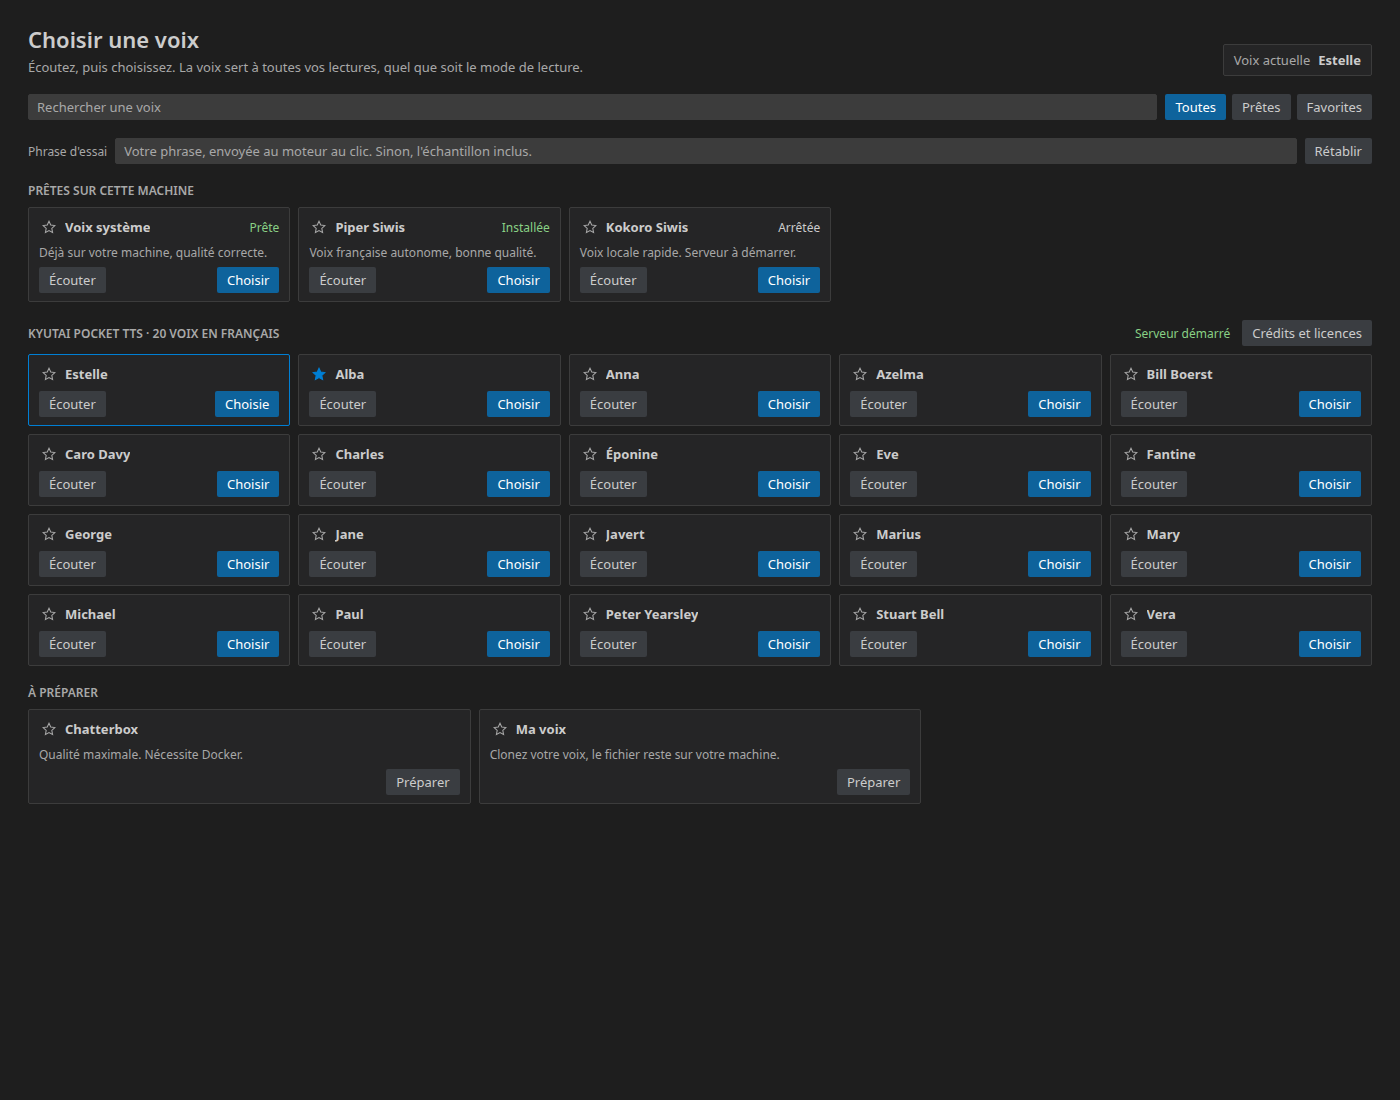 Choisir une voix
Écoutez, puis choisissez. La voix sert à toutes vos lectures, quel que soit le mode de lecture.
Voix actuelle Estelle
Rechercher une voix
Toutes Prêtes Favorites
Phrase d'essai Votre phrase, envoyée au moteur au clic. Sinon, l'échantillon inclus. Rétablir
PRÊTES SUR CETTE MACHINE
Voix système Prête
Déjà sur votre machine, qualité correcte.
Écouter Choisir
Piper Siwis Installée
Voix française autonome, bonne qualité.
Écouter Choisir
Kokoro Siwis Arrêtée
Voix locale rapide. Serveur à démarrer.
Écouter Choisir
KYUTAI POCKET TTS · 20 VOIX EN FRANÇAIS Serveur démarré Crédits et licences
Estelle
Écouter Choisie
Alba
Écouter Choisir
Anna
Écouter Choisir
Azelma
Écouter Choisir
Bill Boerst
Écouter Choisir
Caro Davy
Écouter Choisir
Charles
Écouter Choisir
Éponine
Écouter Choisir
Eve
Écouter Choisir
Fantine
Écouter Choisir
George
Écouter Choisir
Jane
Écouter Choisir
Javert
Écouter Choisir
Marius
Écouter Choisir
Mary
Écouter Choisir
Michael
Écouter Choisir
Paul
Écouter Choisir
Peter Yearsley
Écouter Choisir
Stuart Bell
Écouter Choisir
Vera
Écouter Choisir
À PRÉPARER
Chatterbox
Qualité maximale. Nécessite Docker.
Préparer
Ma voix
Clonez votre voix, le fichier reste sur votre machine.
Préparer